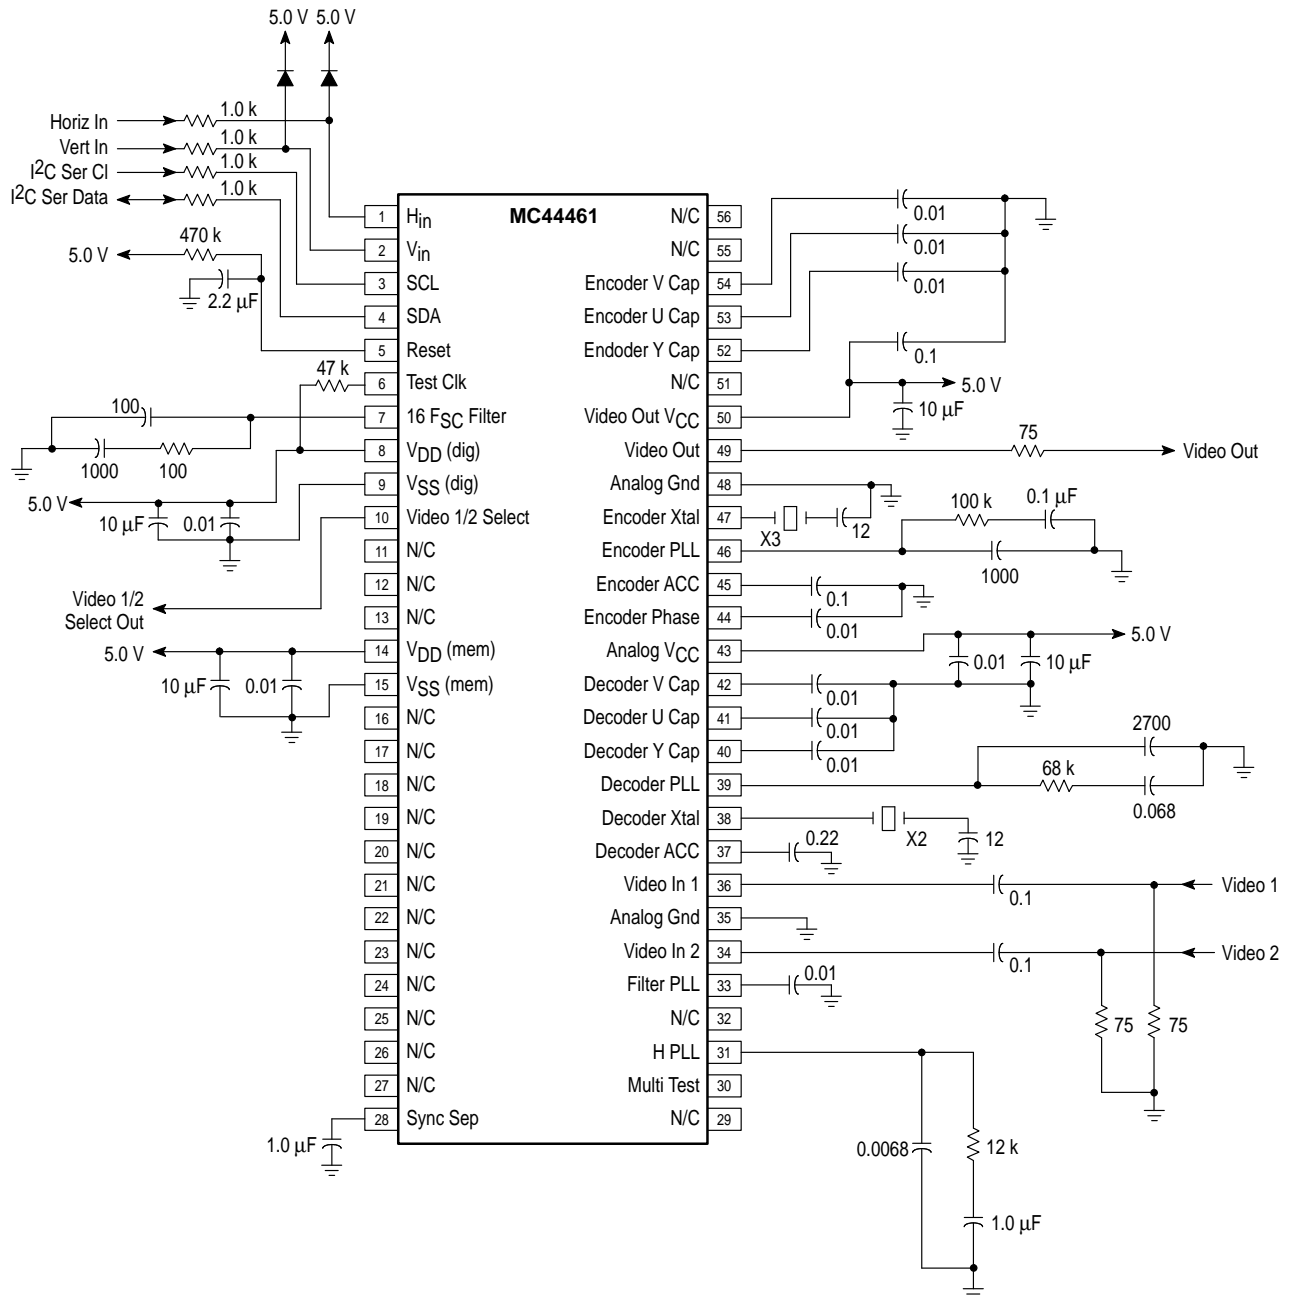 5.0 V 5.0 V
Horiz In
1.0 k
Vert In
1.0 k
I2C Ser Cl
1.0 k
I2C Ser Data
1.0 k
470 k
5.0 V
2.2 µF
47 k
100
1000
100
5.0 V
10 µF
0.01
Video 1/2
Select Out
5.0 V
10 µF
0.01
1.0 µF
MC44461
1 Hin
2 Vin
3 SCL
4 SDA
5 Reset
6 Test Clk
7 16 FSC Filter
8 VDD (dig)
9 VSS (dig)
10 Video 1/2 Select
11 N/C
12 N/C
13 N/C
14 VDD (mem)
15 VSS (mem)
16 N/C
17 N/C
18 N/C
19 N/C
20 N/C
21 N/C
22 N/C
23 N/C
24 N/C
25 N/C
26 N/C
27 N/C
28 Sync Sep
N/C 56
N/C 55
Encoder V Cap 54
Encoder U Cap 53
Endoder Y Cap 52
N/C 51
Video Out VCC 50
Video Out 49
Analog Gnd 48
Encoder Xtal 47
Encoder PLL 46
Encoder ACC 45
Encoder Phase 44
Analog VCC 43
Decoder V Cap 42
Decoder U Cap 41
Decoder Y Cap 40
Decoder PLL 39
Decoder Xtal 38
Decoder ACC 37
Video In 1 36
Analog Gnd 35
Video In 2 34
Filter PLL 33
N/C 32
H PLL 31
Multi Test 30
N/C 29
0.01
0.01
0.01
0.1
5.0 V
10 µF
75
Video Out
X3
12
100 k
0.1 µF
1000
0.1
0.01
5.0 V
0.01
10 µF
0.01
0.01
0.01
2700
68 k
0.068
X2
12
0.22
0.1
Video 1
0.1
Video 2
0.01
75
75
0.0068
12 k
1.0 µF